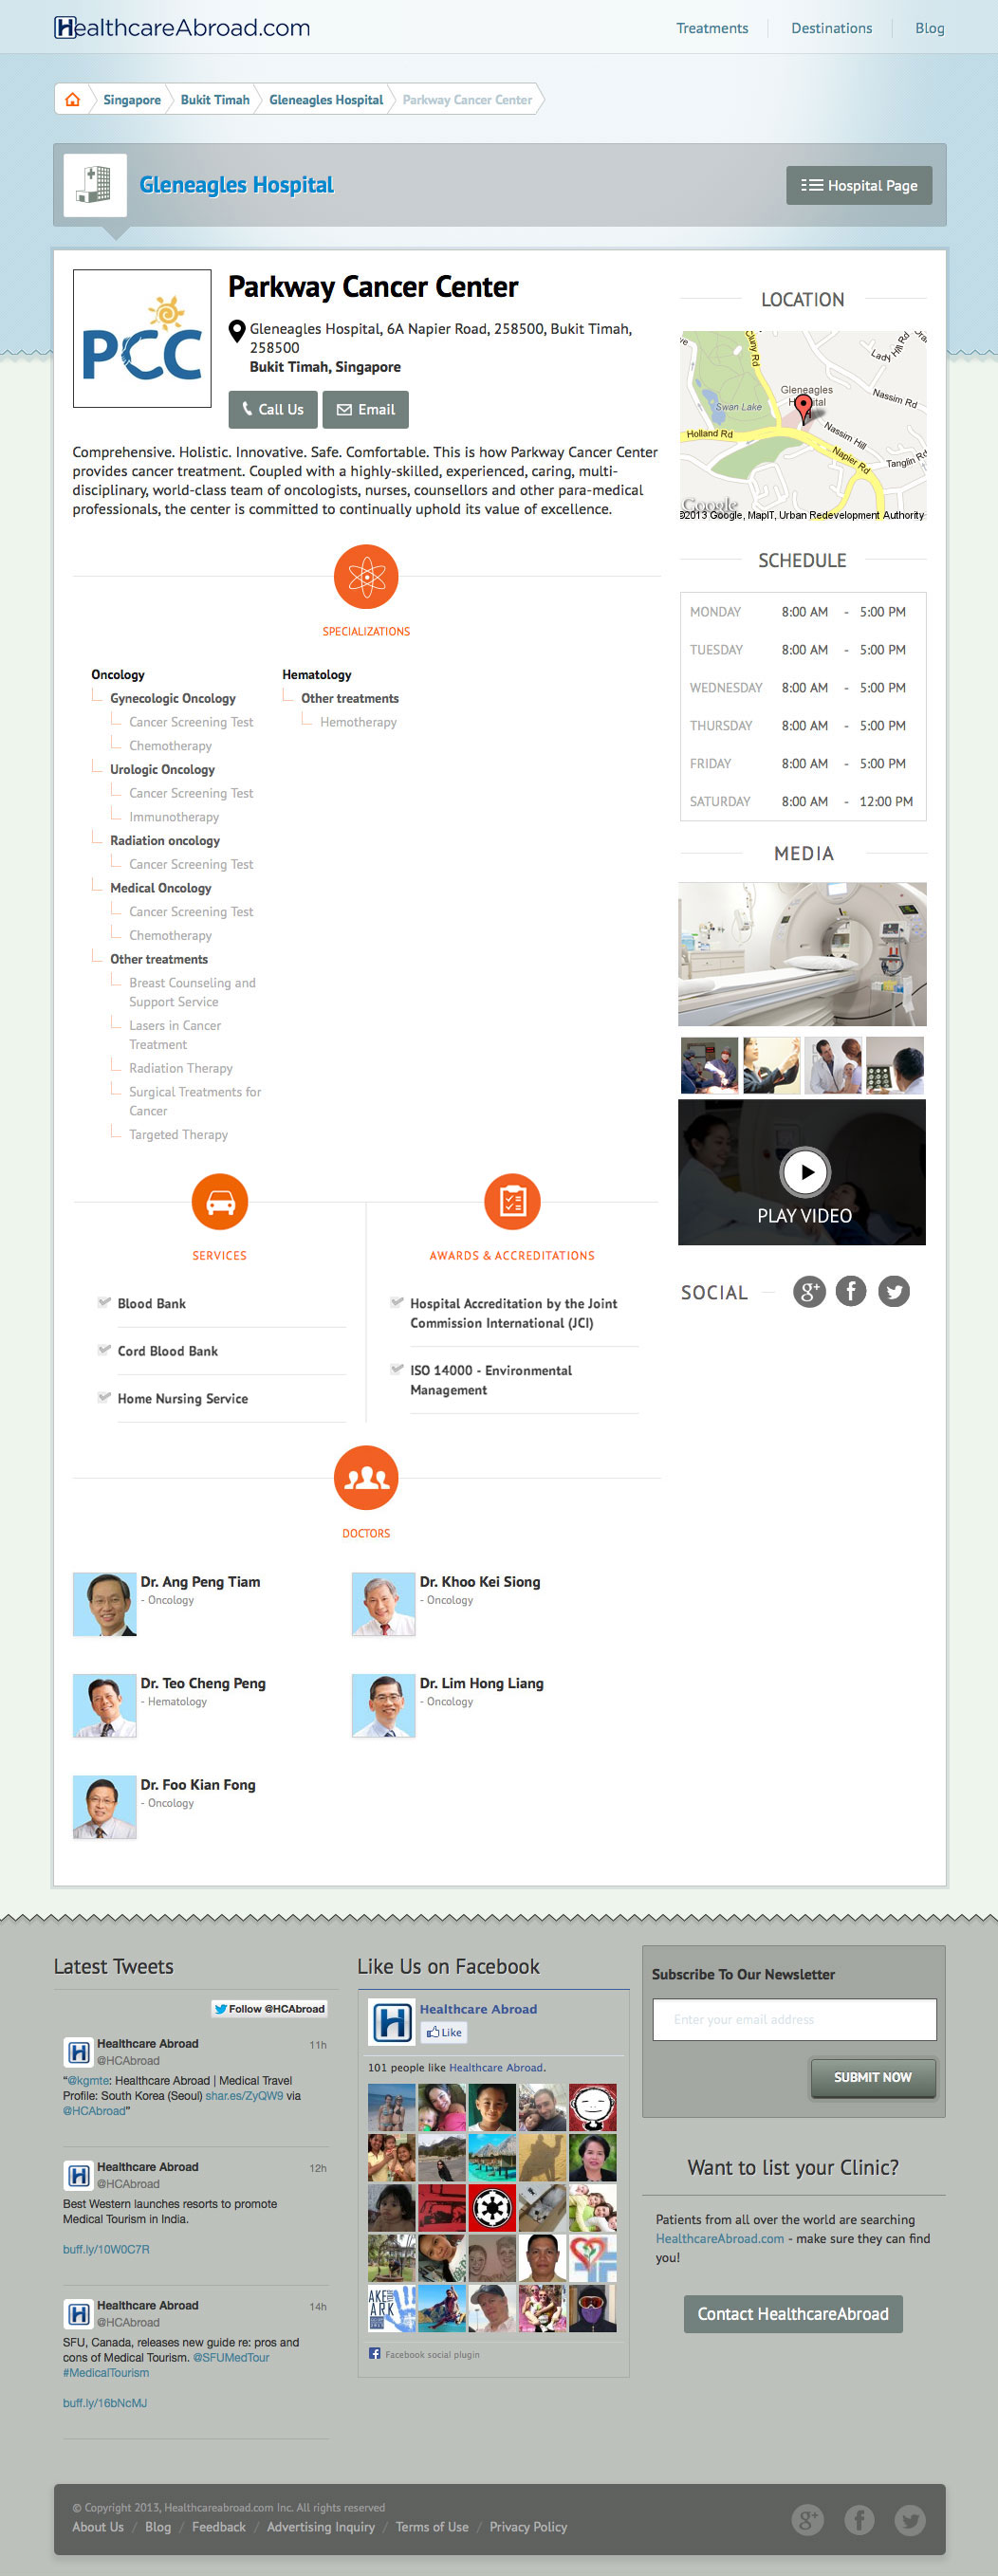 HealthcareAbroad.com
Treatments
Destinations
Blog
Singapore
Bukit Timah
Gleneagles Hospital
Parkway Cancer Center
Gleneagles Hospital
Hospital Page
PCC
Parkway Cancer Center
Gleneagles Hospital, 6A Napier Road, 258500, Bukit Timah,
258500
Bukit Timah, Singapore
Call Us
Email
Comprehensive. Holistic. Innovative. Safe. Comfortable. This is how Parkway Cancer Center
provides cancer treatment. Coupled with a highly-skilled, experienced, caring, multi-
disciplinary, world-class team of oncologists, nurses, counsellors and other para-medical
professionals, the center is committed to continually uphold its value of excellence.
SPECIALIZATIONS
Oncology
Gynecologic Oncology
Cancer Screening Test
Chemotherapy
Urologic Oncology
Cancer Screening Test
Immunotherapy
Radiation oncology
Cancer Screening Test
Medical Oncology
Cancer Screening Test
Chemotherapy
Other treatments
Breast Counseling and
Support Service
Lasers in Cancer
Treatment
Radiation Therapy
Surgical Treatments for
Cancer
Targeted Therapy
Hematology
Other treatments
Hemotherapy
SERVICES
Blood Bank
Cord Blood Bank
Home Nursing Service
AWARDS & ACCREDITATIONS
Hospital Accreditation by the Joint
Commission International (JCI)
ISO 14000 - Environmental
Management
DOCTORS
Dr. Ang Peng Tiam
- Oncology
Dr. Khoo Kei Siong
- Oncology
Dr. Teo Cheng Peng
- Hematology
Dr. Lim Hong Liang
- Oncology
Dr. Foo Kian Fong
- Oncology
LOCATION
Cluny Rd
Lady Hill Rd
Gleneagles
Hospital
Nassim Rd
Swan Lake
Holland Rd
Nassim Hill
Napier Rd
Tanglin Rd
Google
©2013 Google, MapIT, Urban Redevelopment Authority
SCHEDULE
MONDAY 8:00 AM - 5:00 PM
TUESDAY 8:00 AM - 5:00 PM
WEDNESDAY 8:00 AM - 5:00 PM
THURSDAY 8:00 AM - 5:00 PM
FRIDAY 8:00 AM - 5:00 PM
SATURDAY 8:00 AM - 12:00 PM
MEDIA
PLAY VIDEO
SOCIAL
Latest Tweets
Follow @HCAbroad
Healthcare Abroad 11h
@HCAbroad
"@kgmte: Healthcare Abroad | Medical Travel
Profile: South Korea (Seoul) shar.es/ZyQW9 via
@HCAbroad"
Healthcare Abroad 12h
@HCAbroad
Best Western launches resorts to promote
Medical Tourism in India.
buff.ly/10W0C7R
Healthcare Abroad 14h
@HCAbroad
SFU, Canada, releases new guide re: pros and
cons of Medical Tourism. @SFUMedTour
#MedicalTourism
buff.ly/16bNcMJ
Like Us on Facebook
Healthcare Abroad
Like
101 people like Healthcare Abroad.
Facebook social plugin
Subscribe To Our Newsletter
Enter your email address
SUBMIT NOW
Want to list your Clinic?
Patients from all over the world are searching
HealthcareAbroad.com - make sure they can find
you!
Contact HealthcareAbroad
© Copyright 2013, Healthcareabroad.com Inc. All rights reserved
About Us / Blog / Feedback / Advertising Inquiry / Terms of Use / Privacy Policy